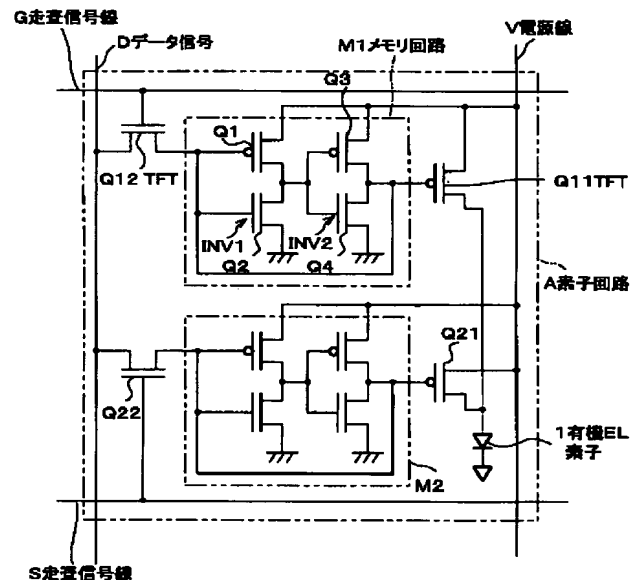 G走査信号線
Dデータ信号
M1メモリ回路
V電源線
Q3
Q1
Q12 TFT
Q11TFT
INV1
INV2
Q2
Q4
A素子回路
Q21
Q22
1有機EL
素子
M2
S走査信号線